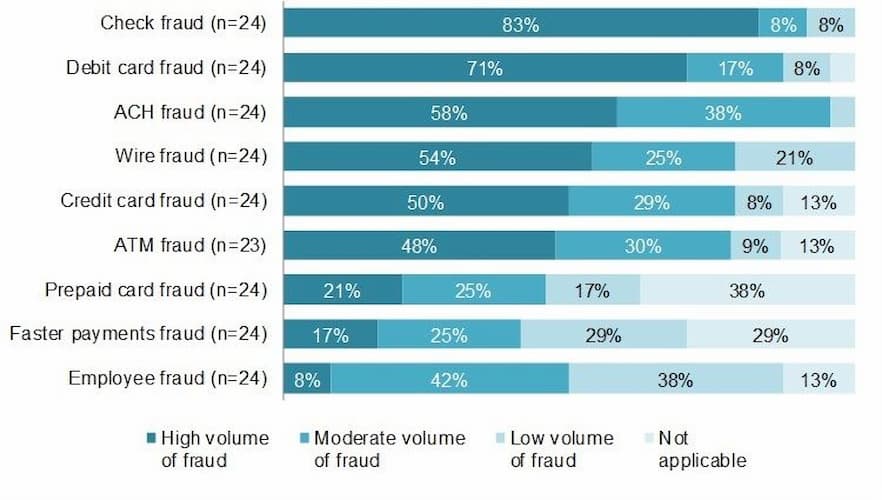 Check fraud (n=24) 83% 8% 8%
Debit card fraud (n=24) 71% 17% 8%
ACH fraud (n=24) 58% 38%
Wire fraud (n=24) 54% 25% 21%
Credit card fraud (n=24) 50% 29% 8% 13%
ATM fraud (n=23) 48% 30% 9% 13%
Prepaid card fraud (n=24) 21% 25% 17% 38%
Faster payments fraud (n=24) 17% 25% 29% 29%
Employee fraud (n=24) 8% 42% 38% 13%
High volume
of fraud
Moderate volume
of fraud
Low volume
of fraud
Not
applicable